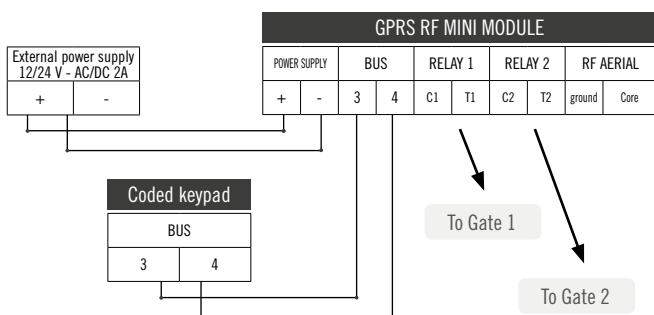 GPRS RF MINI MODULE
External power supply
12/24 V - AC/DC 2A
POWER SUPPLY BUS RELAY 1 RELAY 2 RF AERIAL
+ -
+ - 3 4 C1 T1 C2 T2 ground Core
Coded keypad
BUS
3 4
To Gate 1
To Gate 2